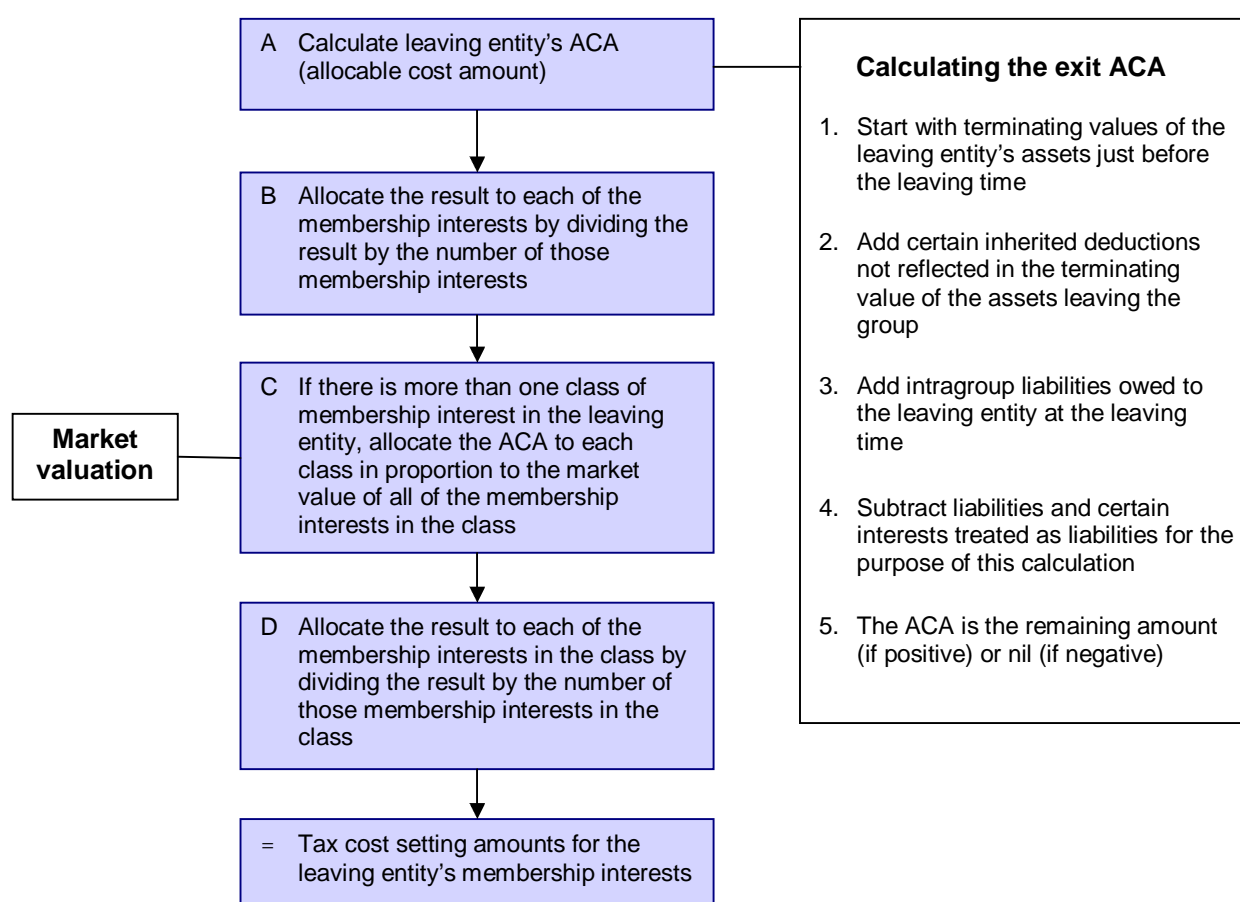 A Calculate leaving entity’s ACA
(allocable cost amount)
B Allocate the result to each of the
membership interests by dividing the
result by the number of those
membership interests
C If there is more than one class of
membership interest in the leaving
entity, allocate the ACA to each
class in proportion to the market
value of all of the membership
interests in the class
Market
valuation
D Allocate the result to each of the
membership interests in the class by
dividing the result by the number of
those membership interests in the
class
= Tax cost setting amounts for the
leaving entity’s membership interests
Calculating the exit ACA
1. Start with terminating values of the
leaving entity’s assets just before
the leaving time
2. Add certain inherited deductions
not reflected in the terminating
value of the assets leaving the
group
3. Add intragroup liabilities owed to
the leaving entity at the leaving
time
4. Subtract liabilities and certain
interests treated as liabilities for the
purpose of this calculation
5. The ACA is the remaining amount
(if positive) or nil (if negative)